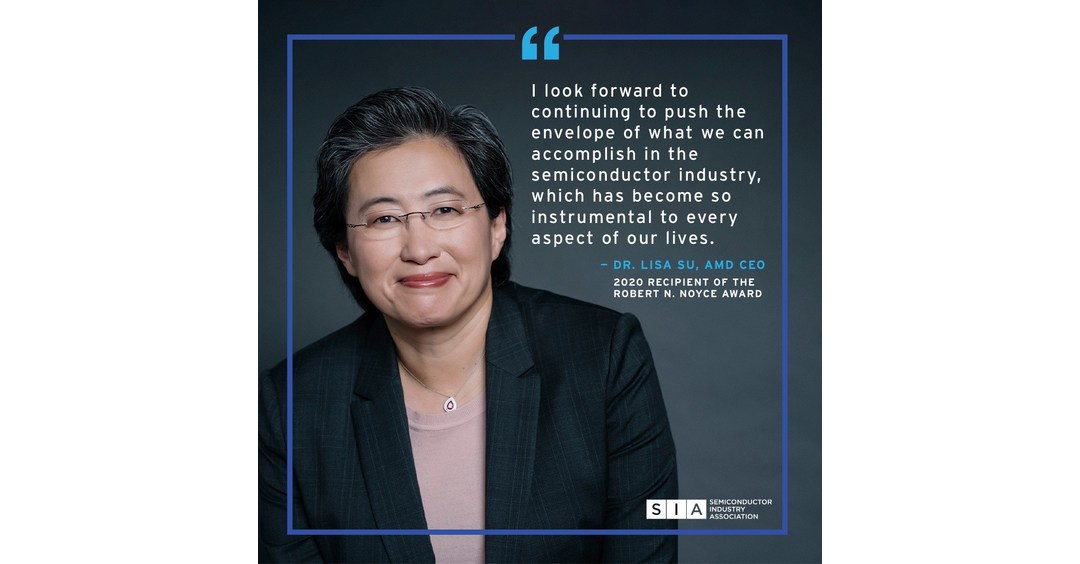 “
I look forward to
continuing to push the
envelope of what we can
accomplish in the
semiconductor industry,
which has become so
instrumental to every
aspect of our lives.
– DR. LISA SU, AMD CEO
2020 RECIPIENT OF THE
ROBERT N. NOYCE AWARD
SIA
SEMICONDUCTOR
INDUSTRY
ASSOCIATION